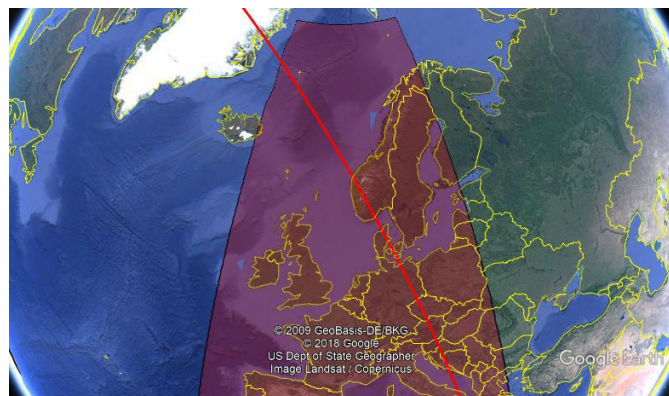 © 2009 GeoBasis-DE/BKG
© 2018 Google
US Dept of State Geographer
Image Landsat / Copernicus
Google Earth